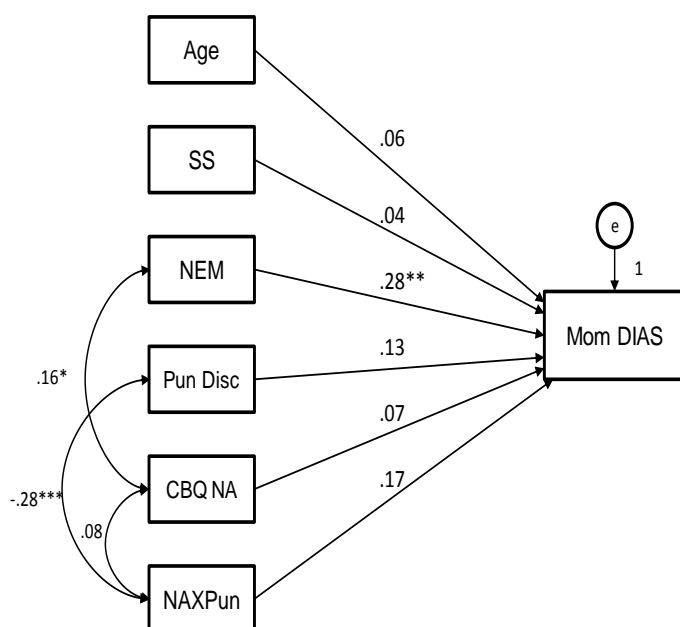 Age
.06
SS
.04
e
1
NEM
.28**
Mom DIAS
.13
Pun Disc
.16*
.07
CBQ NA
.17
-.28***
.08
NAXPun